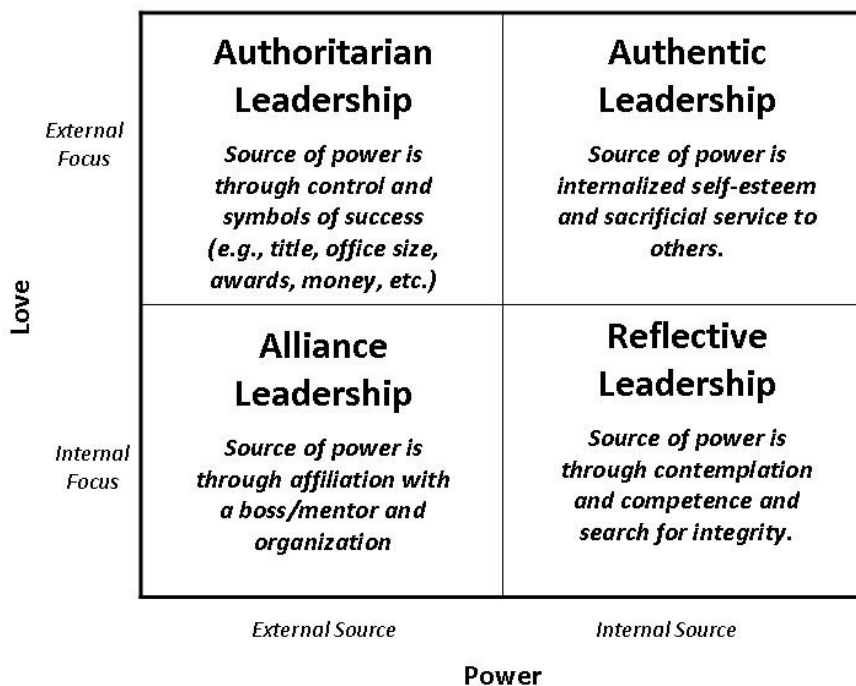 Authoritarian
Leadership
Source of power is
through control and
symbols of success
(e.g., title, office size,
awards, money, etc.)
Authentic
Leadership
Source of power is
internalized self-esteem
and sacrificial service to
others.
External
Focus
Love
Alliance
Leadership
Source of power is
through affiliation with
a boss/mentor and
organization
Reflective
Leadership
Source of power is
through contemplation
and competence and
search for integrity.
Internal
Focus
External Source
Internal Source
Power